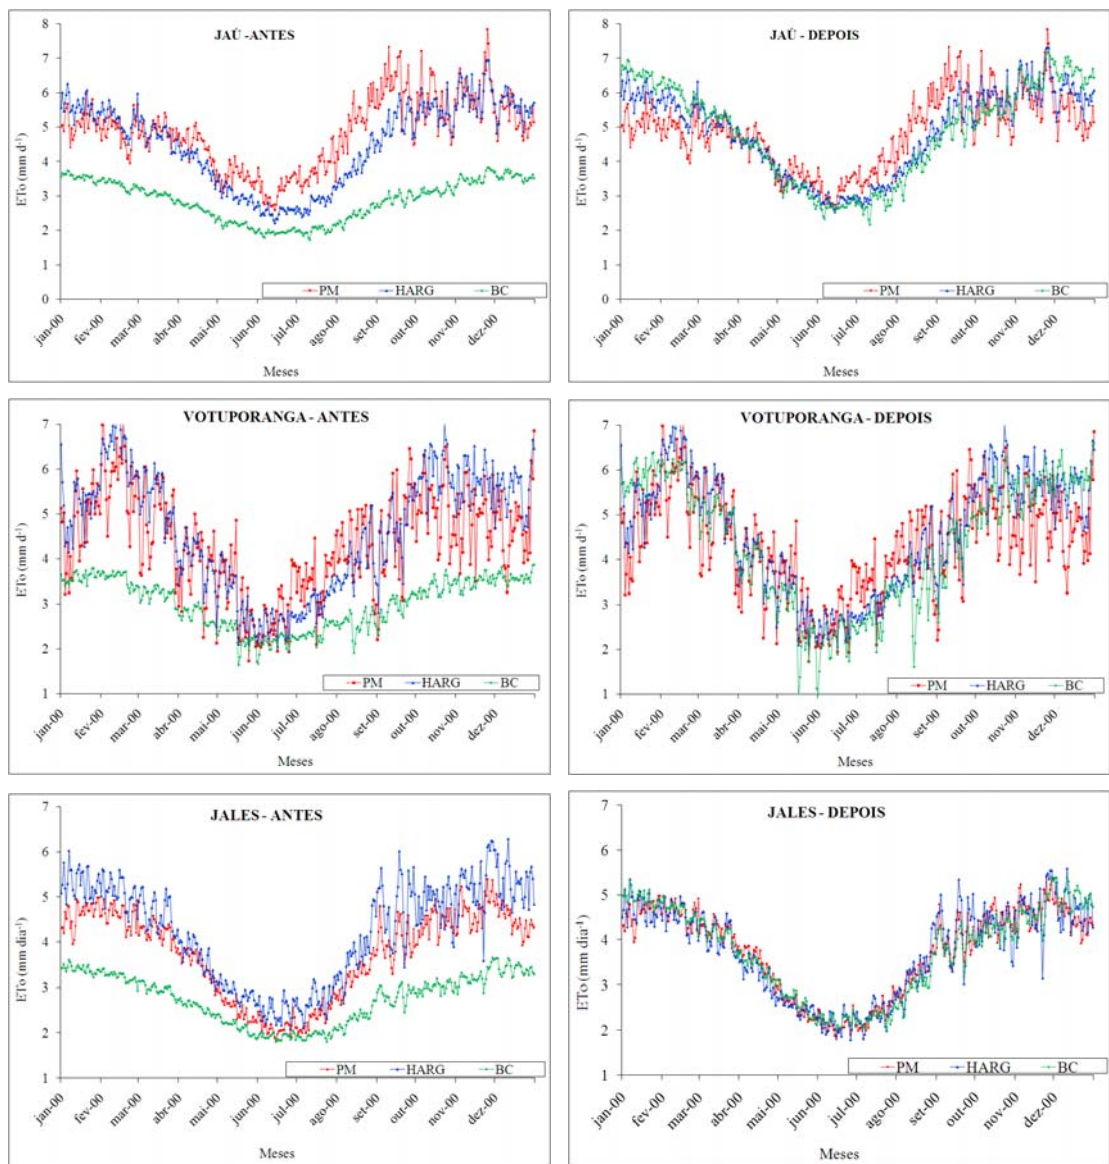 JAÚ -ANTES
8
7
6
5
4
3
2
1
0
ETo (mm d-1)
PM HARG BC
jan-00 fev-00 mar-00 abr-00 mai-00 jun-00 jul-00 ago-00 set-00 out-00 nov-00 dez-00
Meses
JAÚ - DEPOIS
8
7
6
5
4
3
2
1
0
ETo (mm d-1)
PM HARG BC
jan-00 fev-00 mar-00 abr-00 mai-00 jun-00 jul-00 ago-00 set-00 out-00 nov-00 dez-00
Meses
VOTUPORANGA - ANTES
7
6
5
4
3
2
1
ETo (mm d-1)
PM HARG BC
jan-00 fev-00 mar-00 abr-00 mai-00 jun-00 jul-00 ago-00 set-00 out-00 nov-00 dez-00
Meses
VOTUPORANGA - DEPOIS
7
6
5
4
3
2
1
ETo (mm d-1)
PM HARG BC
jan-00 fev-00 mar-00 abr-00 mai-00 jun-00 jul-00 ago-00 set-00 out-00 nov-00 dez-00
Meses
JALES - ANTES
7
6
5
4
3
2
1
ETo (mm dia-1)
PM HARG BC
jan-00 fev-00 mar-00 abr-00 mai-00 jun-00 jul-00 ago-00 set-00 out-00 nov-00 dez-00
Meses
JALES - DEPOIS
7
6
5
4
3
2
1
ETo (mm dia-1)
PM HARG BC
jan-00 fev-00 mar-00 abr-00 mai-00 jun-00 jul-00 ago-00 set-00 out-00 nov-00 dez-00
Meses